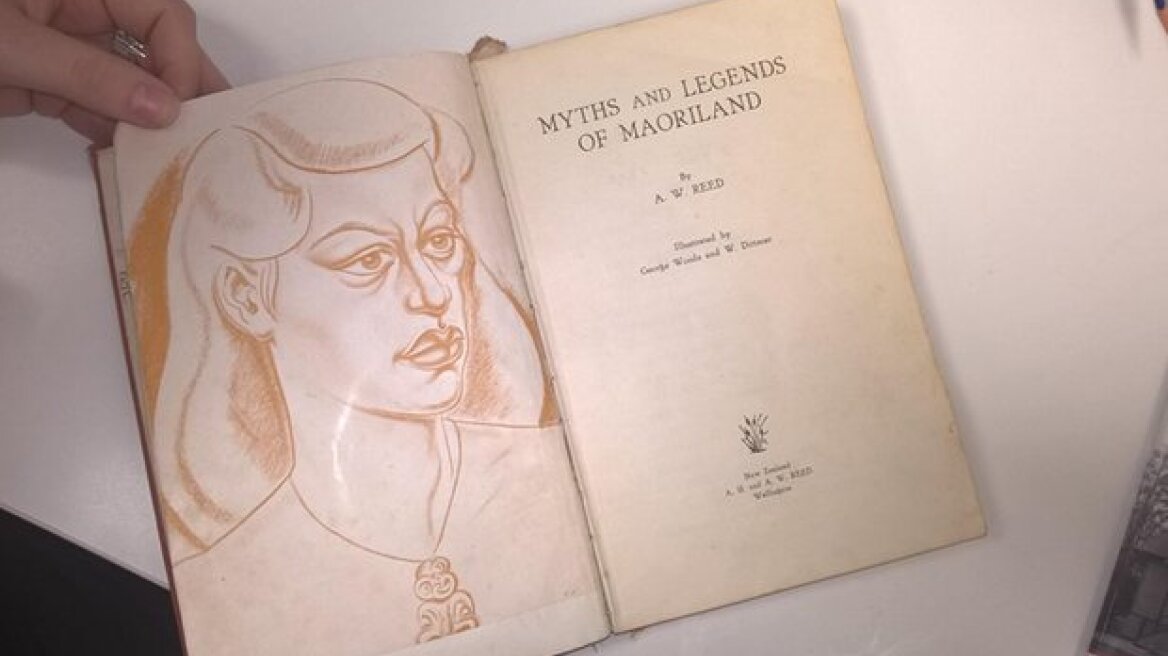 MYTHS AND LEGENDS
OF MAORILAND
By
A. W. REED
Illustrated by
George Woods and W. Dittmer
New Zealand
A. H. and A. W. REED
Wellington